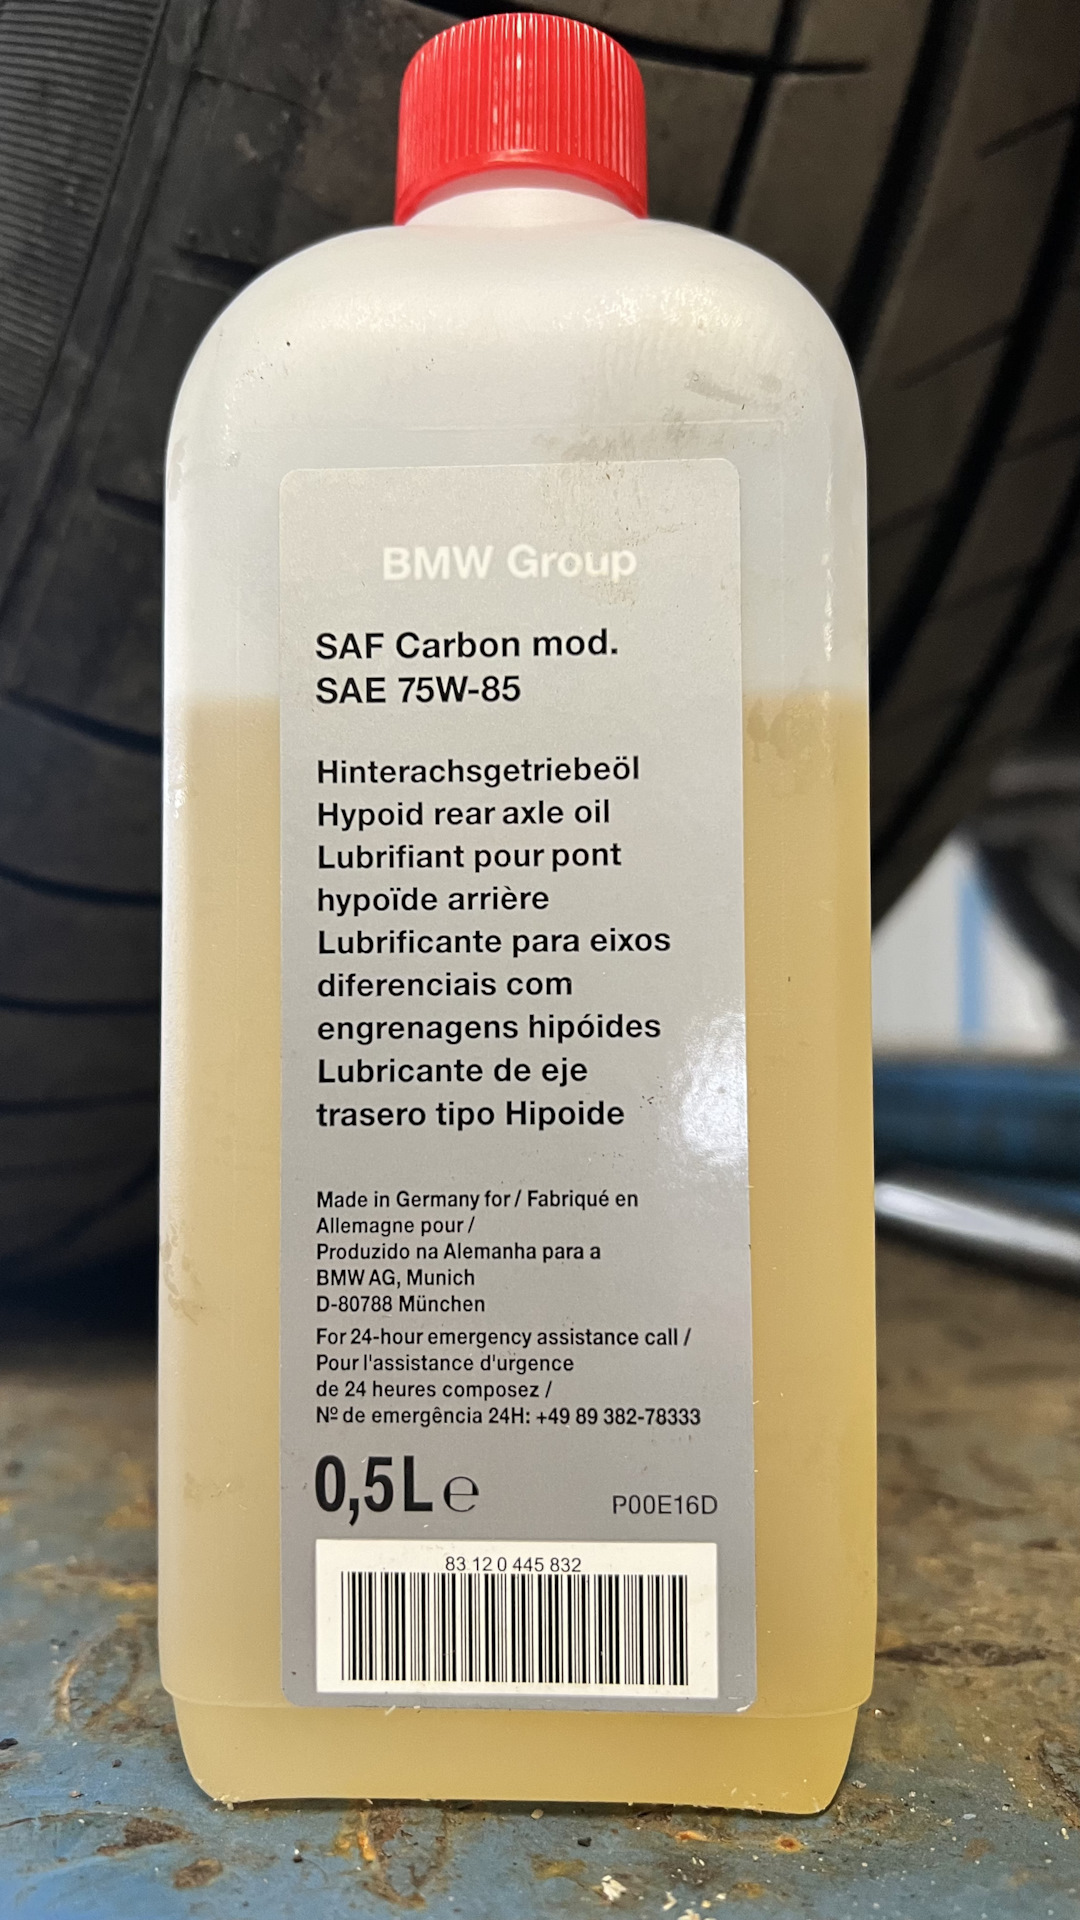 BMW Group
SAF Carbon mod.
SAE 75W-85
Hinterachsgetriebeöl
Hypoid rear axle oil
Lubrifiant pour pont
hypoïde arrière
Lubrificante para eixos
diferenciais com
engrenagens hipóides
Lubricante de eje
trasero tipo Hipoide
Made in Germany for / Fabriqué en
Allemagne pour /
Produzido na Alemanha para a
BMW AG, Munich
D-80788 München
For 24-hour emergency assistance call /
Pour l'assistance d'urgence
de 24 heures composez /
Nº de emergência 24H: +49 89 382-78333
0,5L ℮
P00E16D
83 12 0 445 832